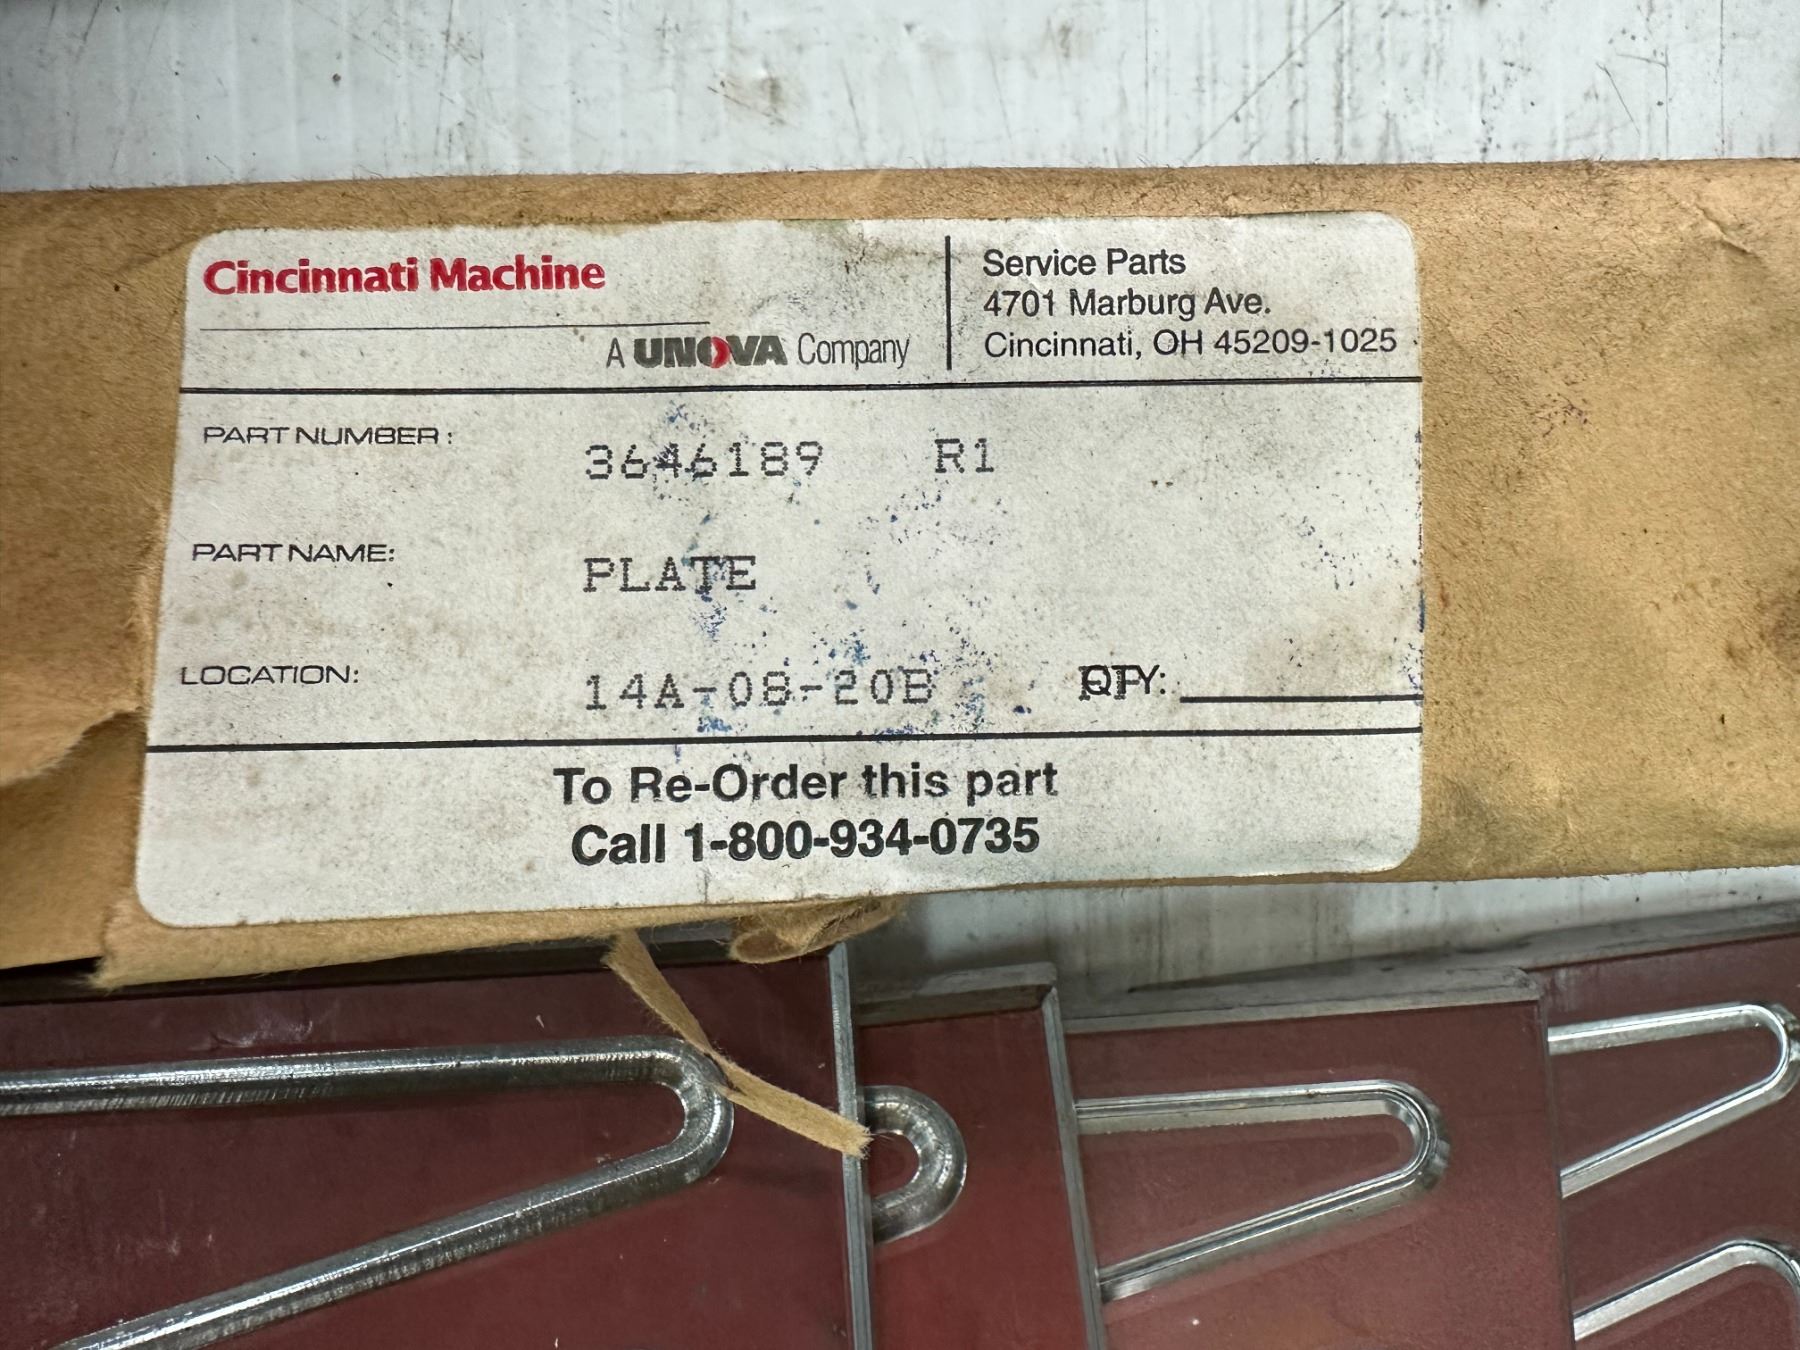 Cincinnati Machine
A UNOVA Company
Service Parts
4701 Marburg Ave.
Cincinnati, OH 45209-1025
PART NUMBER: 3646189 R1
PART NAME: PLATE
LOCATION: 14A-08-20B QTY:
To Re-Order this part
Call 1-800-934-0735